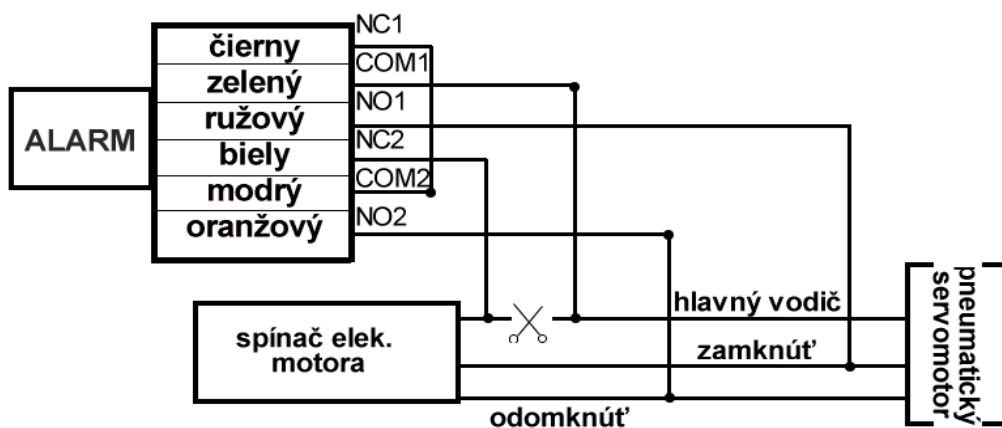 ALARM
čierny
zelený
ružový
biely
modrý
oranžový
NC1
COM1
NO1
NC2
COM2
NO2
spínač elek.
motora
hlavný vodič
zamknúť
odomknúť
pneumatický
servomotor